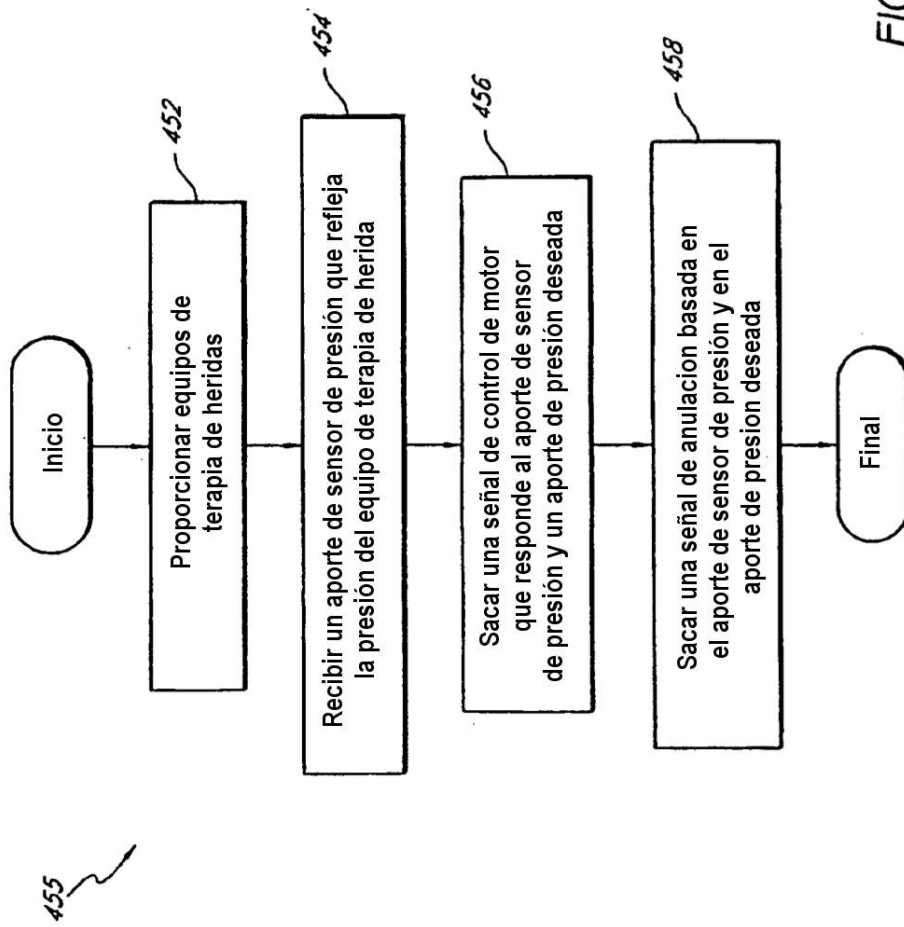 455
Inicio
452
Proporcionar equipos de
terapia de heridas
454
Recibir un aporte de sensor de presión que refleja
la presión del equipo de terapia de herida
456
Sacar una señal de control de motor
que responde al aporte de sensor
de presión y un aporte de presión deseada
458
Sacar una señal de anulacion basada en
el aporte de sensor de presión y en el
aporte de presion deseada
Final